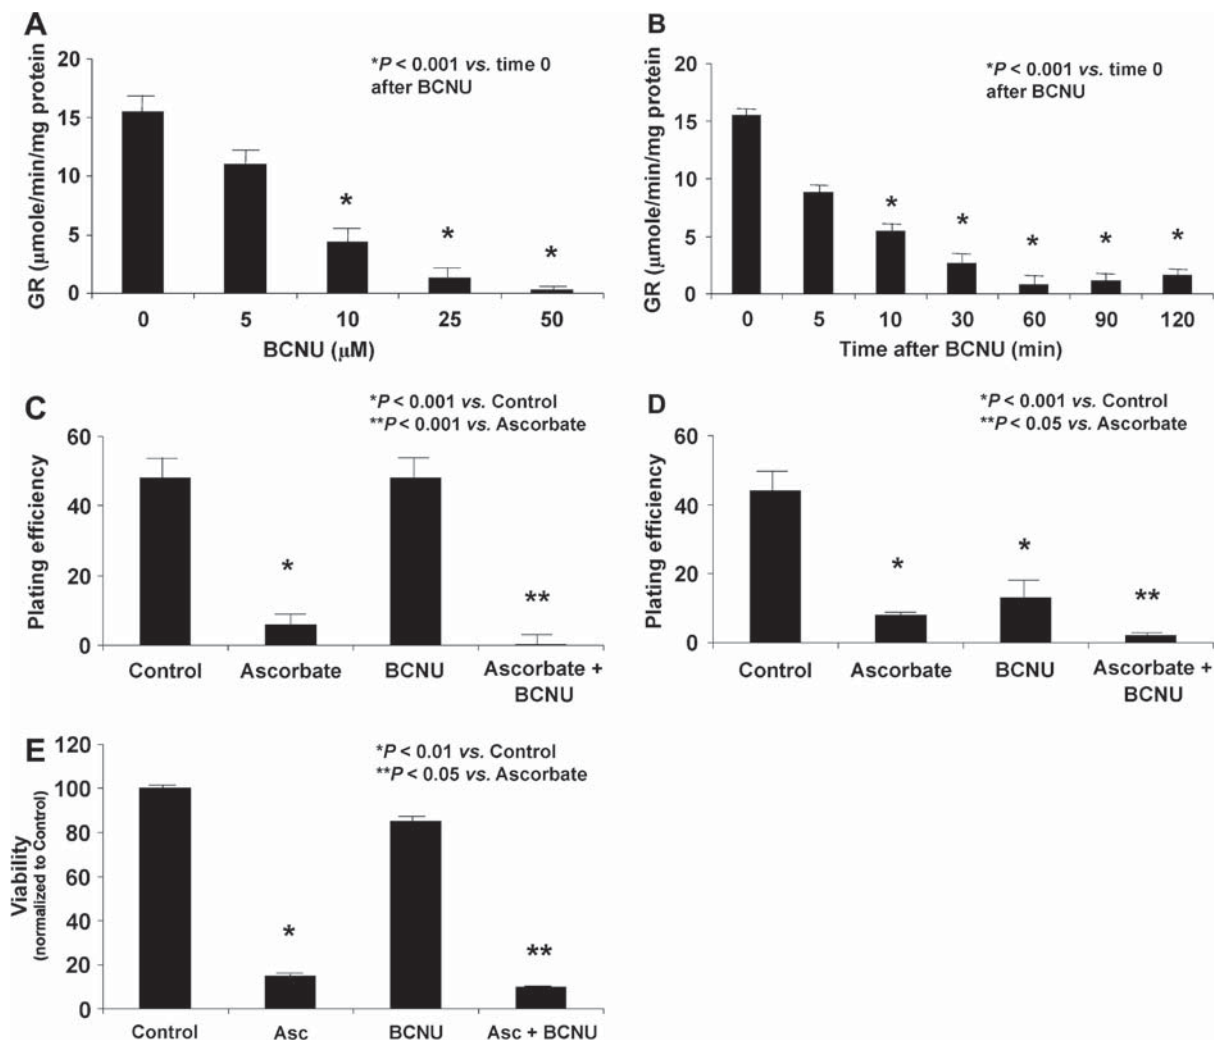 A
GR (μmole/min/mg protein
20
15
10
5
0
*P < 0.001 vs. time 0
after BCNU
*
*
*
0 5 10 25 50
BCNU (μM)
B
GR (μmole/min/mg protein
20
15
10
5
0
*P < 0.001 vs. time 0
after BCNU
*
*
*
*
*
0 5 10 30 60 90 120
Time after BCNU (min)
C
Plating efficiency
60
40
20
0
*P < 0.001 vs. Control
**P < 0.001 vs. Ascorbate
*
**
Control Ascorbate BCNU Ascorbate +
BCNU
D
Plating efficiency
60
40
20
0
*P < 0.001 vs. Control
**P < 0.05 vs. Ascorbate
*
*
**
Control Ascorbate BCNU Ascorbate +
BCNU
E
Viability
(normalized to Control)
120
100
80
60
40
20
0
*P < 0.01 vs. Control
**P < 0.05 vs. Ascorbate
*
**
Control Asc BCNU Asc + BCNU